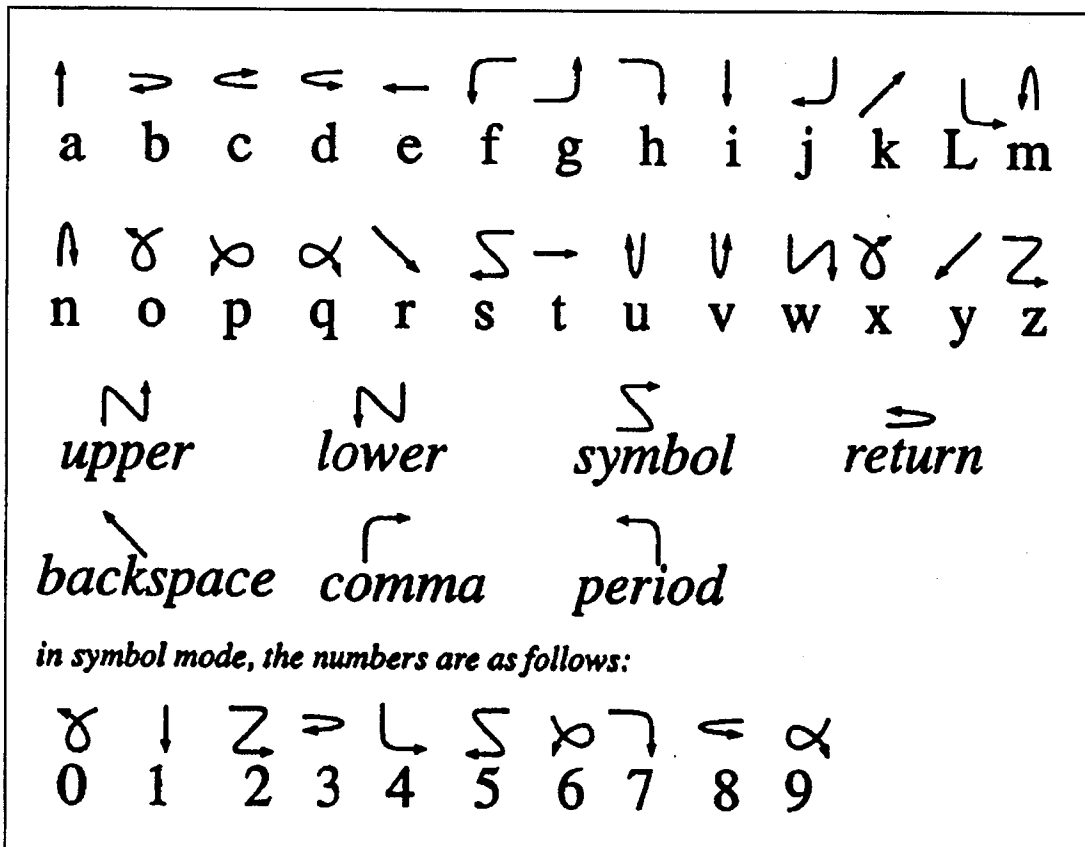 a b c d e f g h i j k L m
n o p q r s t u v w x y z
upper lower symbol return
backspace comma period
in symbol mode, the numbers are as follows:
0 1 2 3 4 5 6 7 8 9